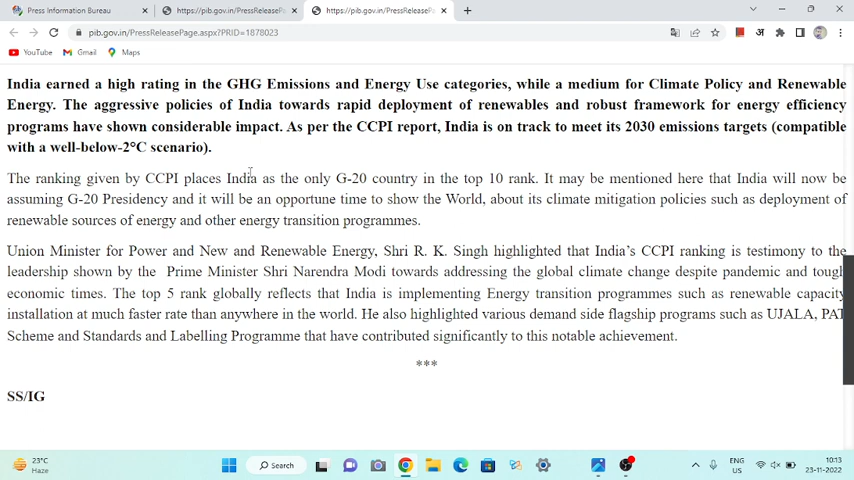 Press Information Bureau
https://pib.gov.in/PressReleaseP
https://pib.gov.in/PressReleaseP
pib.gov.in/PressReleasePage.aspx?PRID=1878023
अ
YouTube
Gmail
Maps
India earned a high rating in the GHG Emissions and Energy Use categories, while a medium for Climate Policy and Renewable
Energy. The aggressive policies of India towards rapid deployment of renewables and robust framework for energy efficiency
programs have shown considerable impact. As per the CCPI report, India is on track to meet its 2030 emissions targets (compatible
with a well-below-2°C scenario).
The ranking given by CCPI places India as the only G-20 country in the top 10 rank. It may be mentioned here that India will now be
assuming G-20 Presidency and it will be an opportune time to show the World, about its climate mitigation policies such as deployment of
renewable sources of energy and other energy transition programmes.
Union Minister for Power and New and Renewable Energy, Shri R. K. Singh highlighted that India's CCPI ranking is testimony to the
leadership shown by the Prime Minister Shri Narendra Modi towards addressing the global climate change despite pandemic and tough
economic times. The top 5 rank globally reflects that India is implementing Energy transition programmes such as renewable capacity
installation at much faster rate than anywhere in the world. He also highlighted various demand side flagship programs such as UJALA, PAT
Scheme and Standards and Labelling Programme that have contributed significantly to this notable achievement.
***
SS/IG
23°C
Haze
Search
ENG
US
10:13
23-11-2022